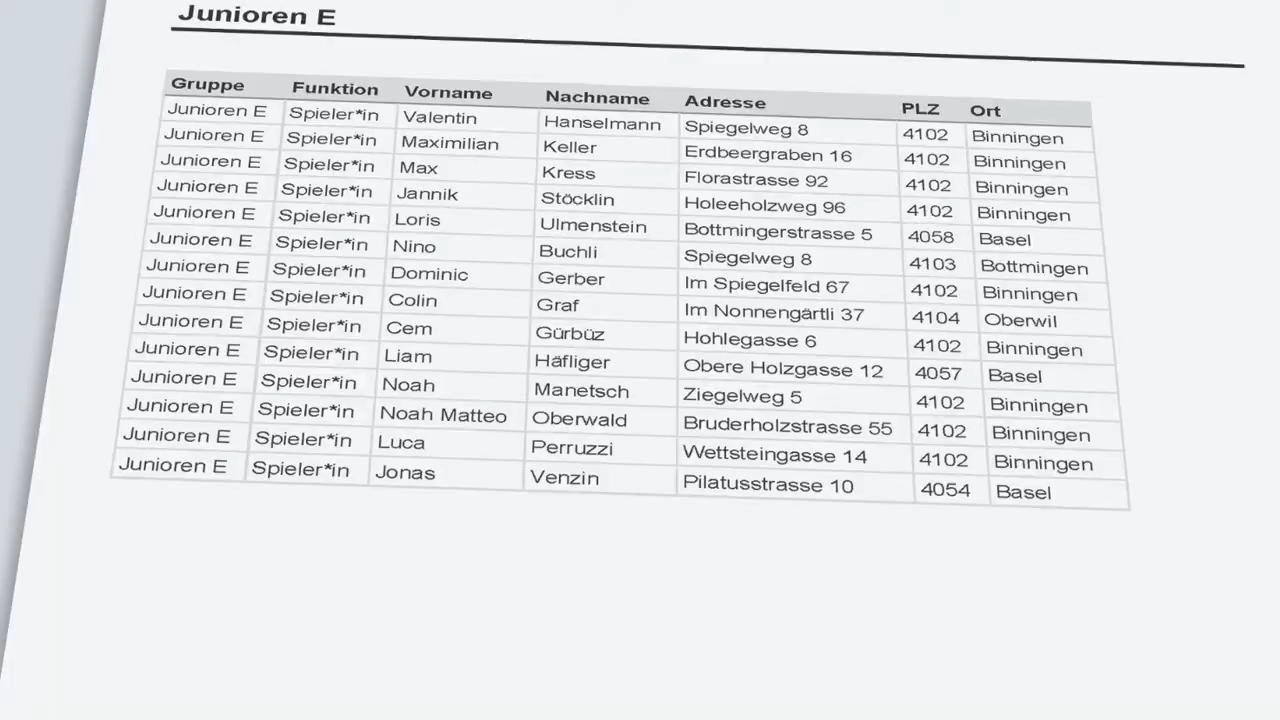 Junioren E
Gruppe Funktion Vorname Nachname Adresse PLZ Ort
Junioren E Spieler*in Valentin Hanselmann Spiegelweg 8 4102 Binningen
Junioren E Spieler*in Maximilian Keller Erdbeergraben 16 4102 Binningen
Junioren E Spieler*in Max Kress Florastrasse 92 4102 Binningen
Junioren E Spieler*in Jannik Stöcklin Holeeholzweg 96 4102 Binningen
Junioren E Spieler*in Loris Ulmenstein Bottmingerstrasse 5 4058 Basel
Junioren E Spieler*in Nino Buchli Spiegelweg 8 4103 Bottmingen
Junioren E Spieler*in Dominic Gerber Im Spiegelfeld 67 4102 Binningen
Junioren E Spieler*in Colin Graf Im Nonnengärtli 37 4104 Oberwil
Junioren E Spieler*in Cem Gürbüz Hohlegasse 6 4102 Binningen
Junioren E Spieler*in Liam Häfliger Obere Holzgasse 12 4057 Basel
Junioren E Spieler*in Noah Manetsch Ziegelweg 5 4102 Binningen
Junioren E Spieler*in Noah Matteo Oberwald Bruderholzstrasse 55 4102 Binningen
Junioren E Spieler*in Luca Perruzzi Wettsteingasse 14 4102 Binningen
Junioren E Spieler*in Jonas Venzin Pilatusstrasse 10 4054 Basel